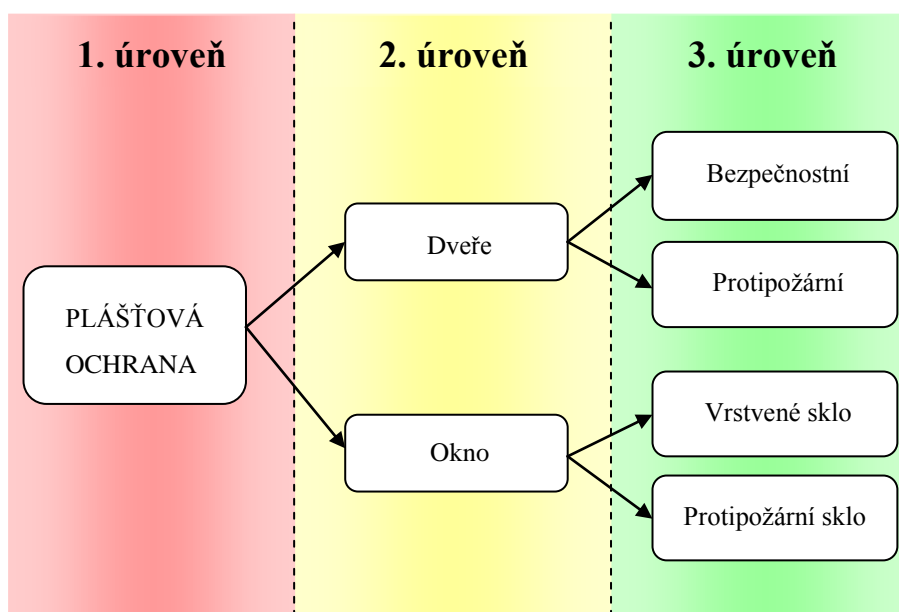 1. úroveň
2. úroveň
3. úroveň
PLÁŠŤOVÁ
OCHRANA
Dveře
Okno
Bezpečnostní
Protipožární
Vrstvené sklo
Protipožární sklo